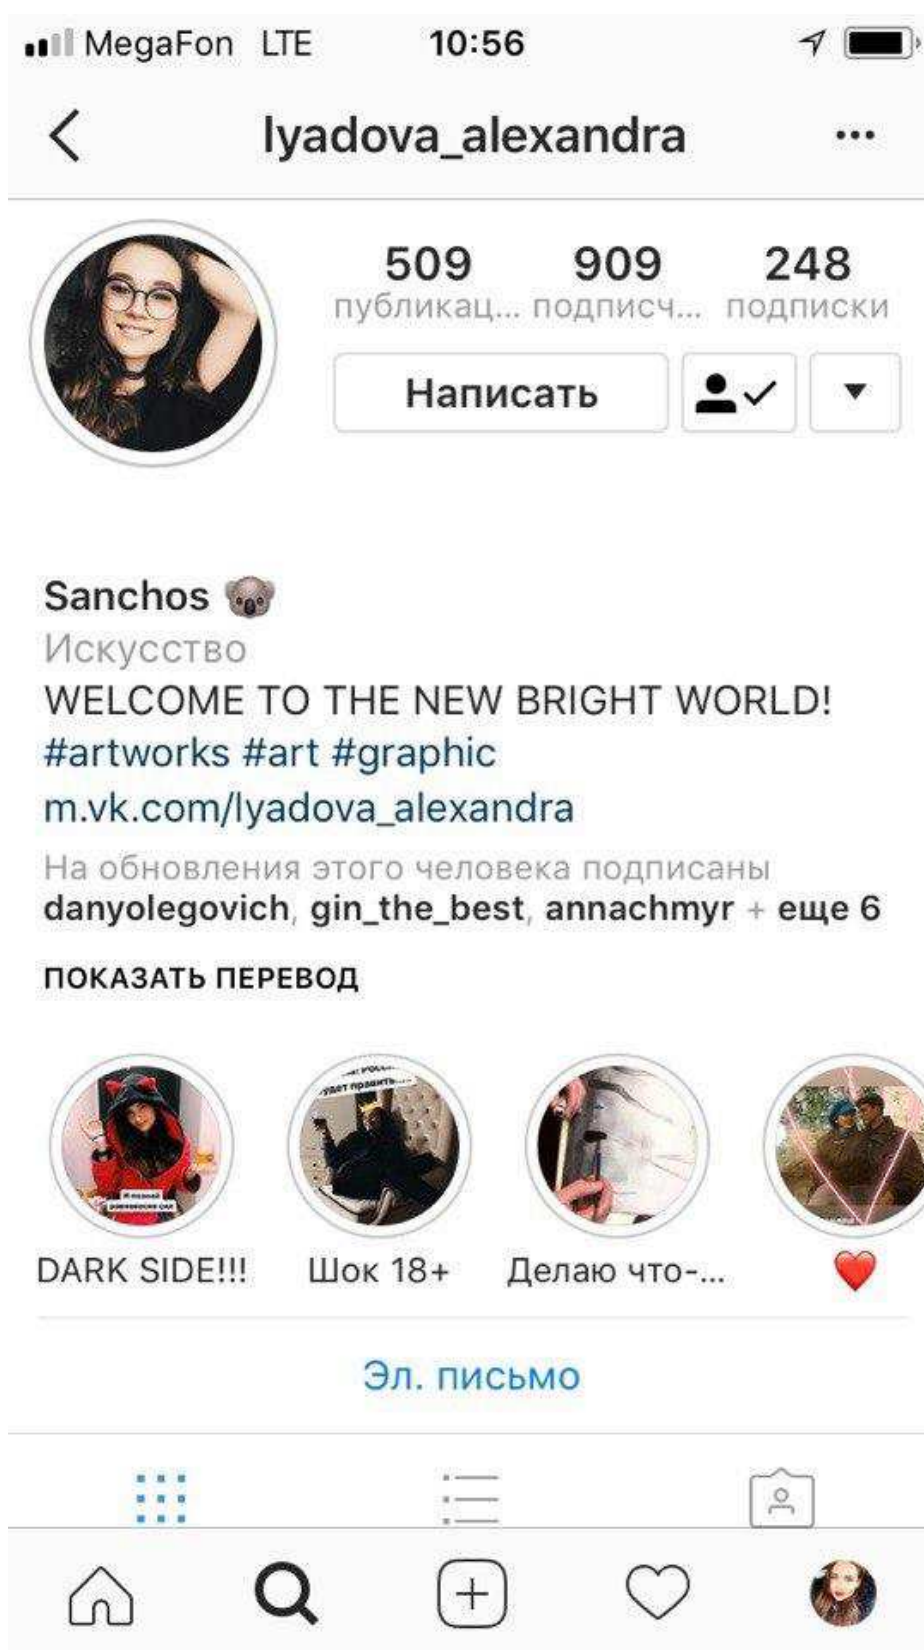 MegaFon LTE 10:56
lyadova_alexandra
509 909 248
публикац... подписч... подписки
Написать
Sanchos
Искусство
WELCOME TO THE NEW BRIGHT WORLD!
#artworks #art #graphic
m.vk.com/lyadova_alexandra
На обновления этого человека подписаны
danyolegovich, gin_the_best, annachmyr + еще 6
ПОКАЗАТЬ ПЕРЕВОД
DARK SIDE!!! Шок 18+ Делаю что-...
Эл. письмо